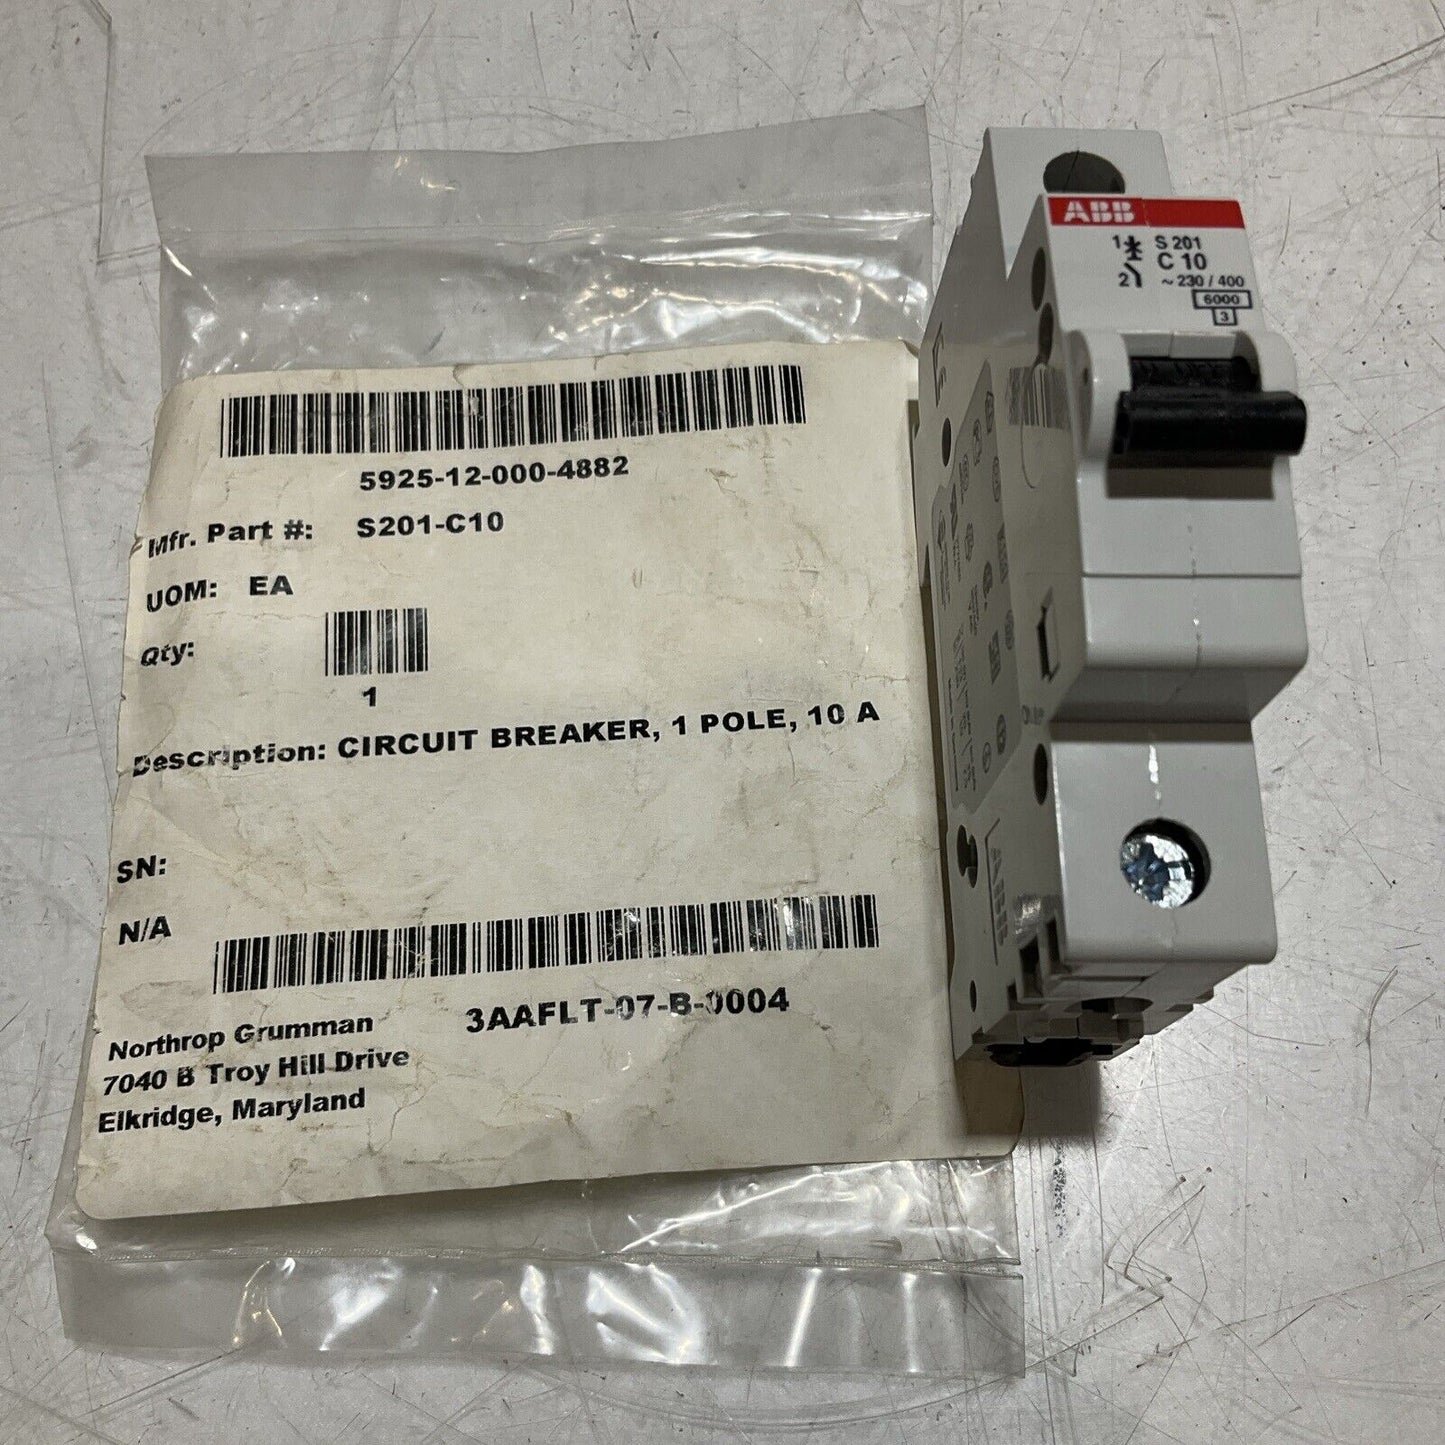 5925-12-000-4882
Mfr. Part #: S201-C10
UOM: EA
Qty:
1
Description: CIRCUIT BREAKER, 1 POLE, 10 A
SN:
N/A
3AAFLT-07-B-0004
Northrop Grumman
7040 B Troy Hill Drive
Elkridge, Maryland
ABB
1 S 201
C 10
2 ~ 230 / 400
6000
3
ABB